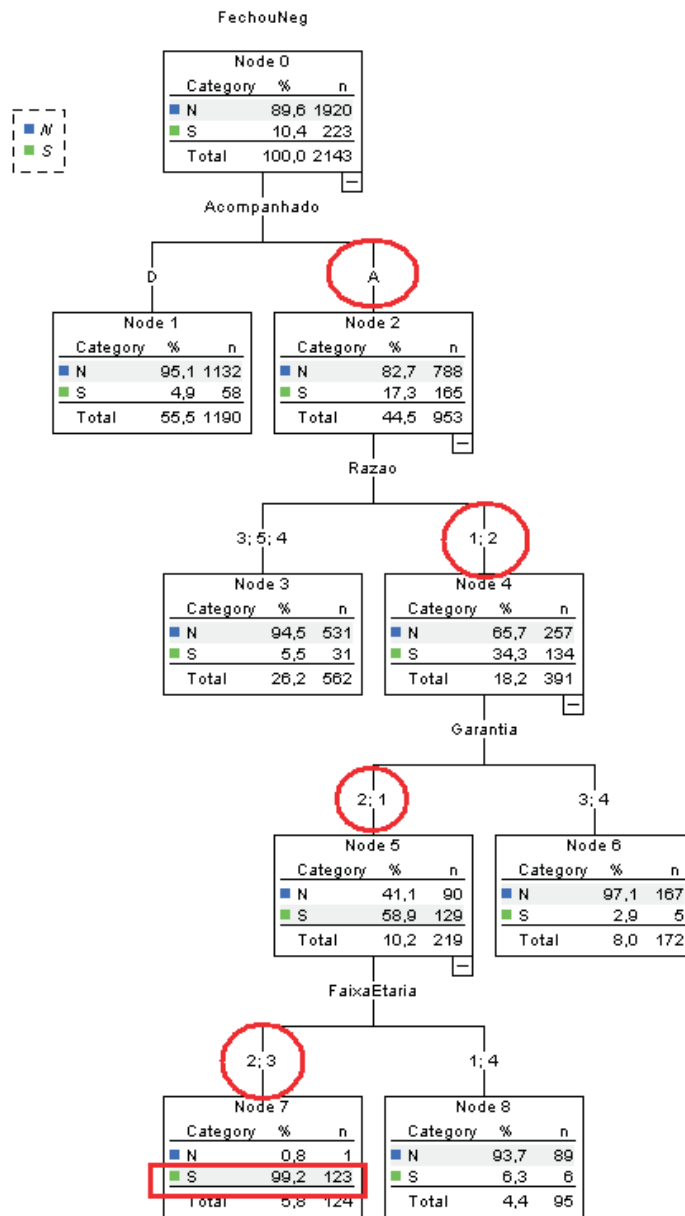 FechouNeg
Node 0
Category % n
N 89,6 1920
S 10,4 223
Total 100,0 2143
N
S
Acompanhado
D
A
Node 1
Category % n
N 95,1 1132
S 4,9 58
Total 55,5 1190
Node 2
Category % n
N 82,7 788
S 17,3 165
Total 44,5 953
Razao
3; 5; 4
1; 2
Node 3
Category % n
N 94,5 531
S 5,5 31
Total 26,2 562
Node 4
Category % n
N 65,7 257
S 34,3 134
Total 18,2 391
Garantia
2; 1
3; 4
Node 5
Category % n
N 41,1 90
S 58,9 129
Total 10,2 219
Node 6
Category % n
N 97,1 167
S 2,9 5
Total 8,0 172
FaixaEtaria
2; 3
1; 4
Node 7
Category % n
N 0,8 1
S 99,2 123
Total 5,8 124
Node 8
Category % n
N 93,7 89
S 6,3 6
Total 4,4 95